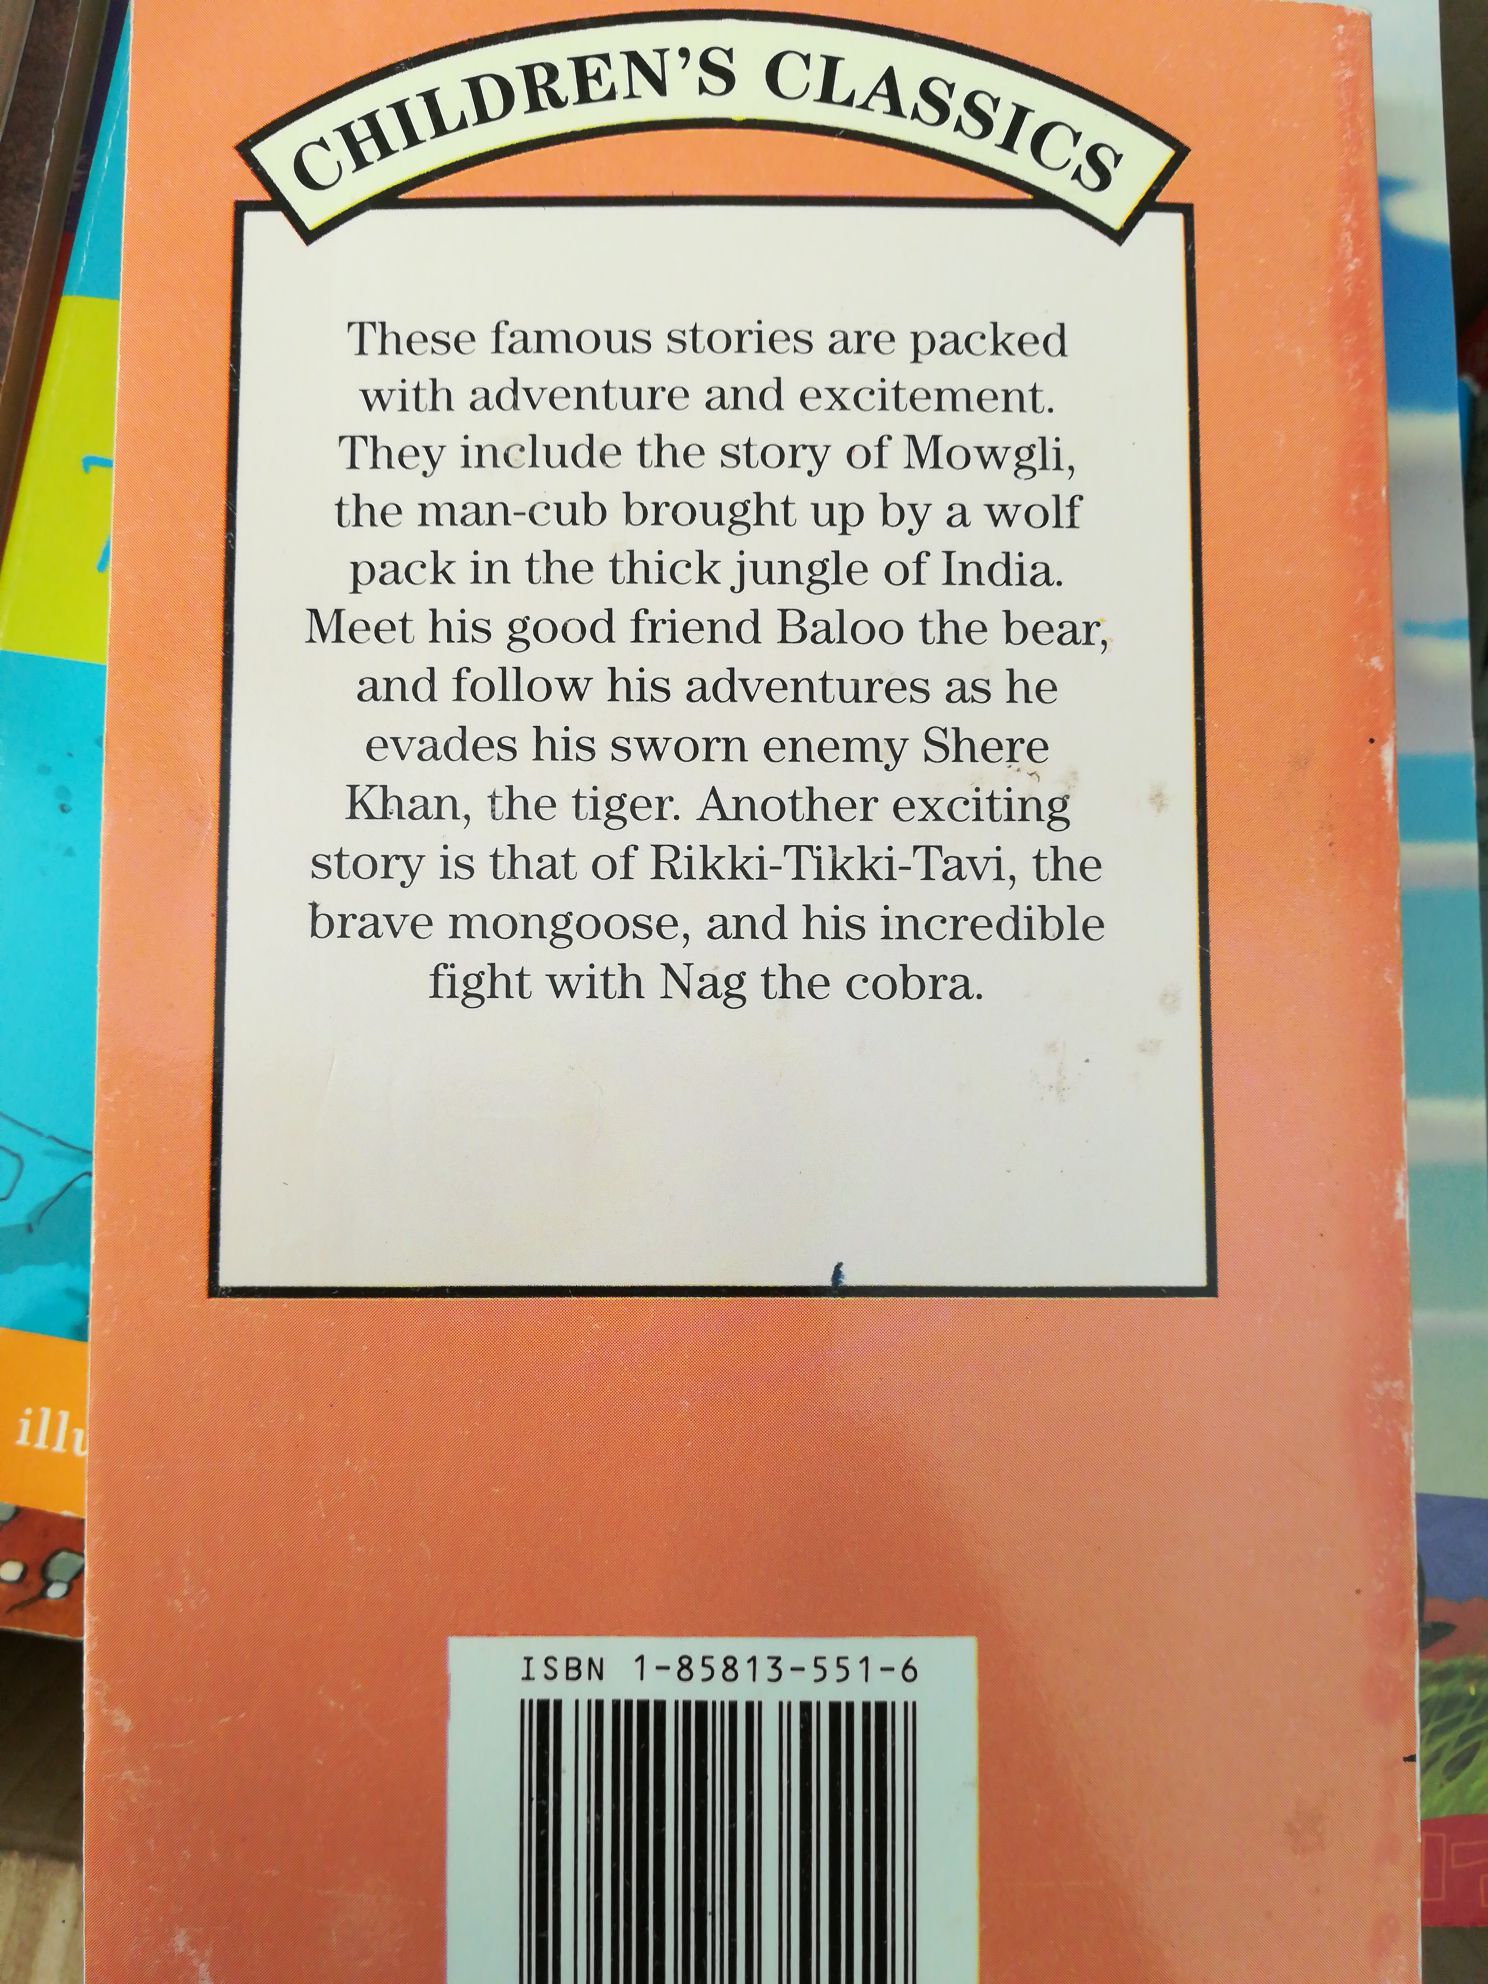 CHILDREN'S CLASSICS
These famous stories are packed
with adventure and excitement.
They include the story of Mowgli,
the man-cub brought up by a wolf
pack in the thick jungle of India.
Meet his good friend Baloo the bear,
and follow his adventures as he
evades his sworn enemy Shere
Khan, the tiger. Another exciting
story is that of Rikki-Tikki-Tavi, the
brave mongoose, and his incredible
fight with Nag the cobra.
illu
ISBN 1-85813-551-6